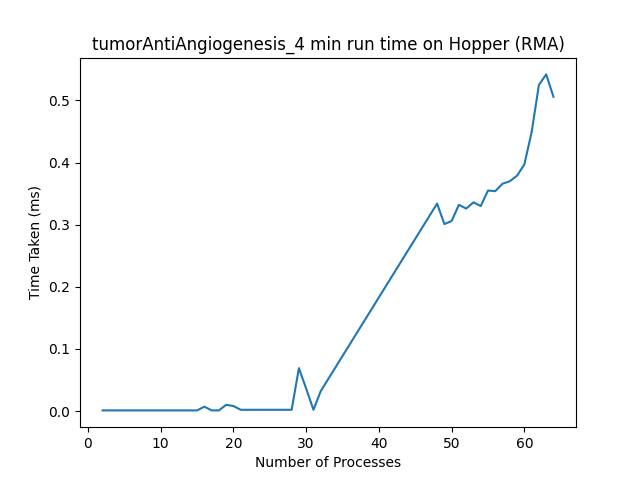 tumorAntiAngiogenesis_4 min run time on Hopper (RMA)
0.5
0.4
0.3
0.2
0.1
0.0
Time Taken (ms)
0 10 20 30 40 50 60
Number of Processes